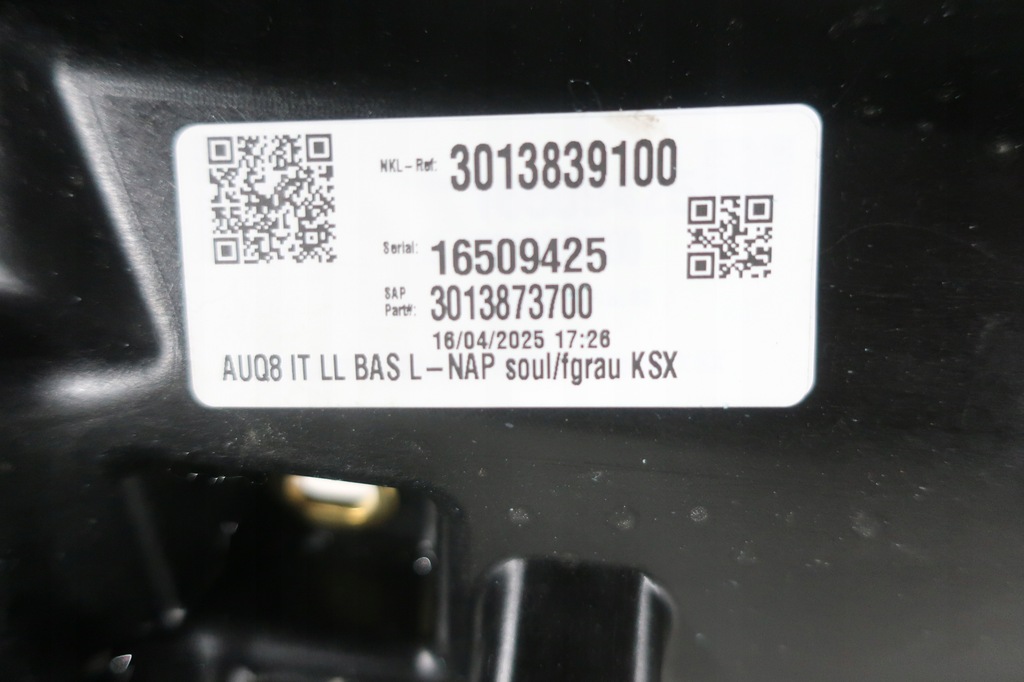 NKL-Ref: 3013839100
Serial: 16509425
SAP
Part#: 3013873700
16/04/2025 17:26
AUQ8 IT LL BAS L-NAP soul/fgrau KSX